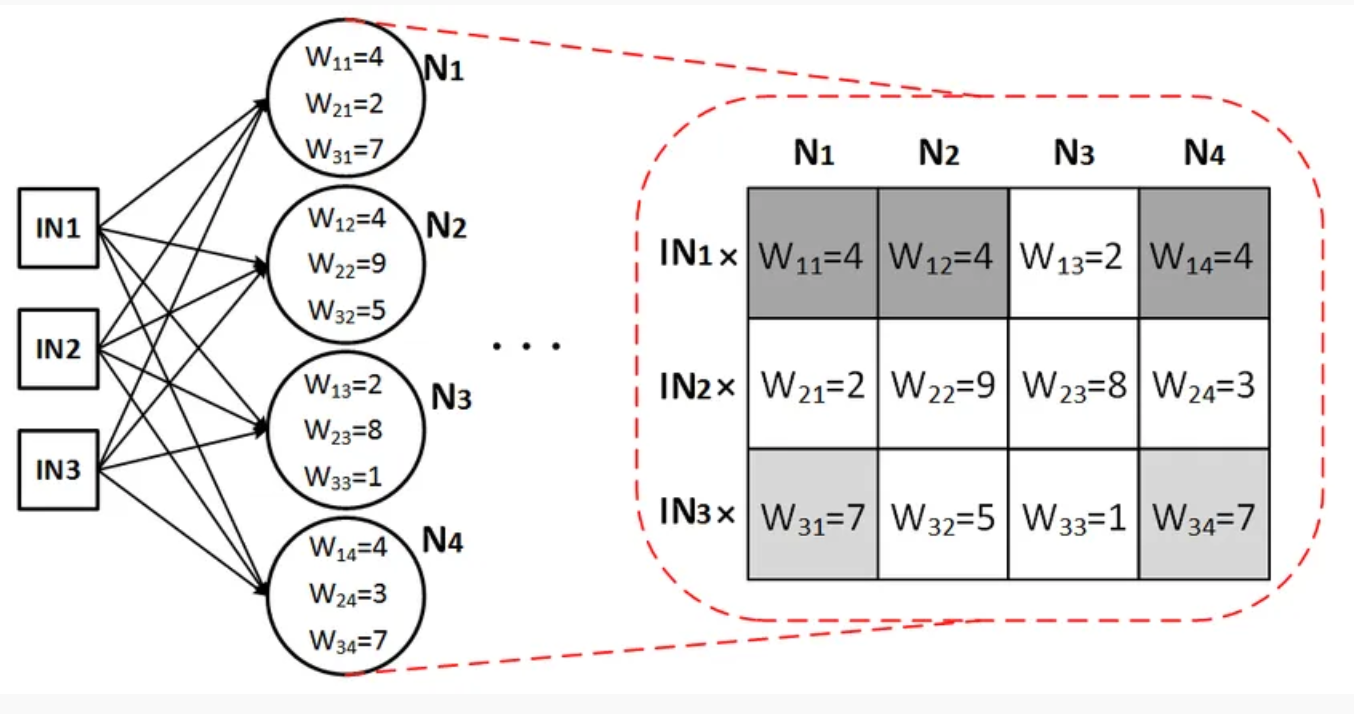 IN1
IN2
IN3
W₁₁=4
W₂₁=2
W₃₁=7
N1
W₁₂=4
W₂₂=9
W₃₂=5
N2
W₁₃=2
W₂₃=8
W₃₃=1
N3
W₁₄=4
W₂₄=3
W₃₄=7
N4
. . .
N1 N2 N3 N4
IN1 × W₁₁=4 W₁₂=4 W₁₃=2 W₁₄=4
IN2 × W₂₁=2 W₂₂=9 W₂₃=8 W₂₄=3
IN3 × W₃₁=7 W₃₂=5 W₃₃=1 W₃₄=7